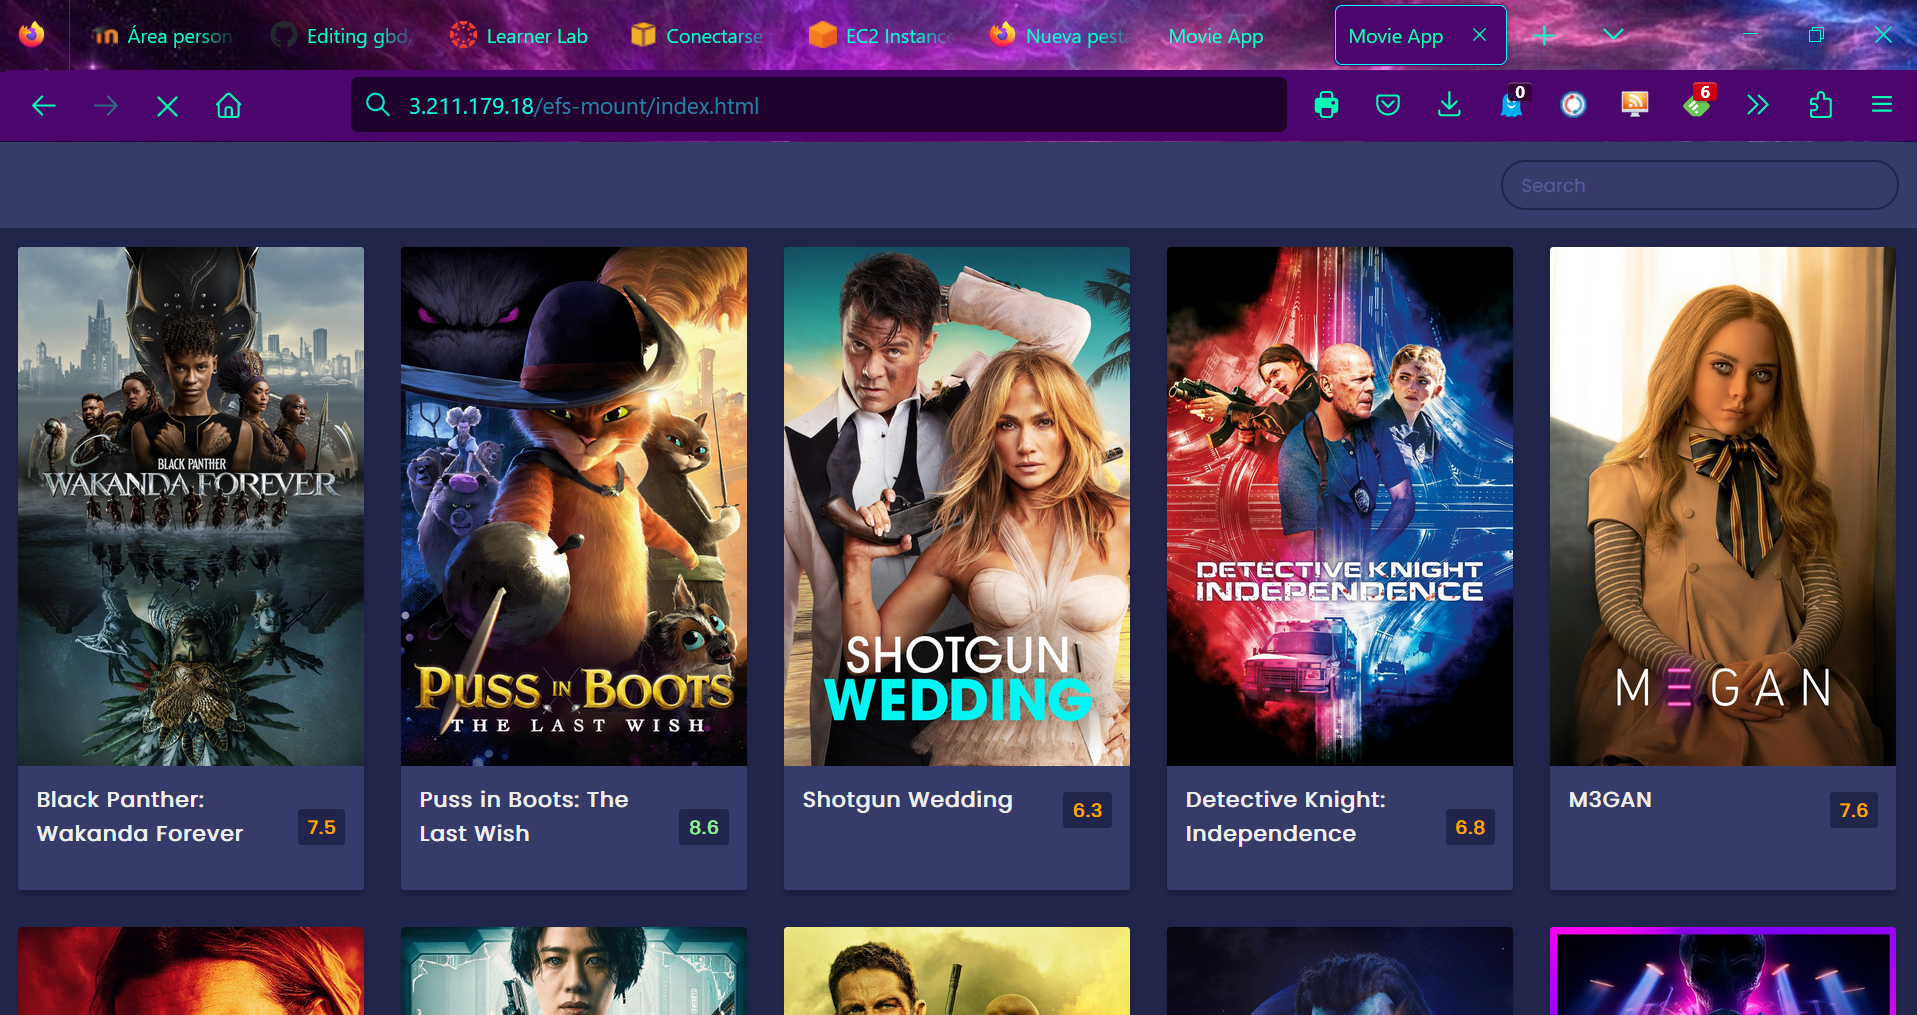 Área person
Editing gbd
Learner Lab
Conectarse
EC2 Instance
Nueva pesta
Movie App
Movie App
3.211.179.18/efs-mount/index.html
0
6
Search
BLACK PANTHER
WAKANDA FOREVER
PUSS IN BOOTS
THE LAST WISH
SHOTGUN
WEDDING
DETECTIVE KNIGHT
INDEPENDENCE
M3GAN
Black Panther:
Wakanda Forever
7.5
Puss in Boots: The
Last Wish
8.6
Shotgun Wedding
6.3
Detective Knight:
Independence
6.8
M3GAN
7.6